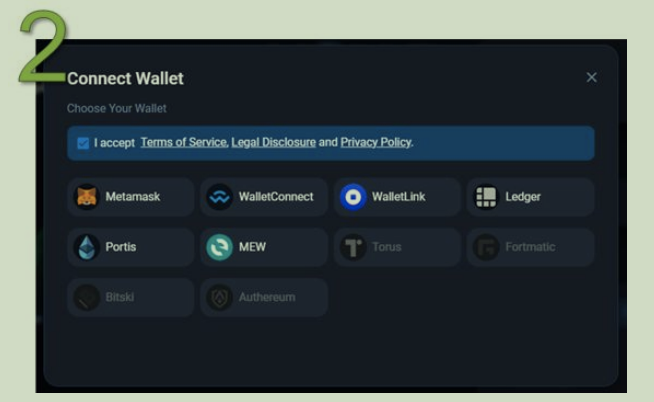 2
Connect Wallet
Choose Your Wallet
I accept Terms of Service, Legal Disclosure and Privacy Policy.
Metamask WalletConnect WalletLink Ledger
Portis MEW Torus Fortmatic
Bitski Authereum